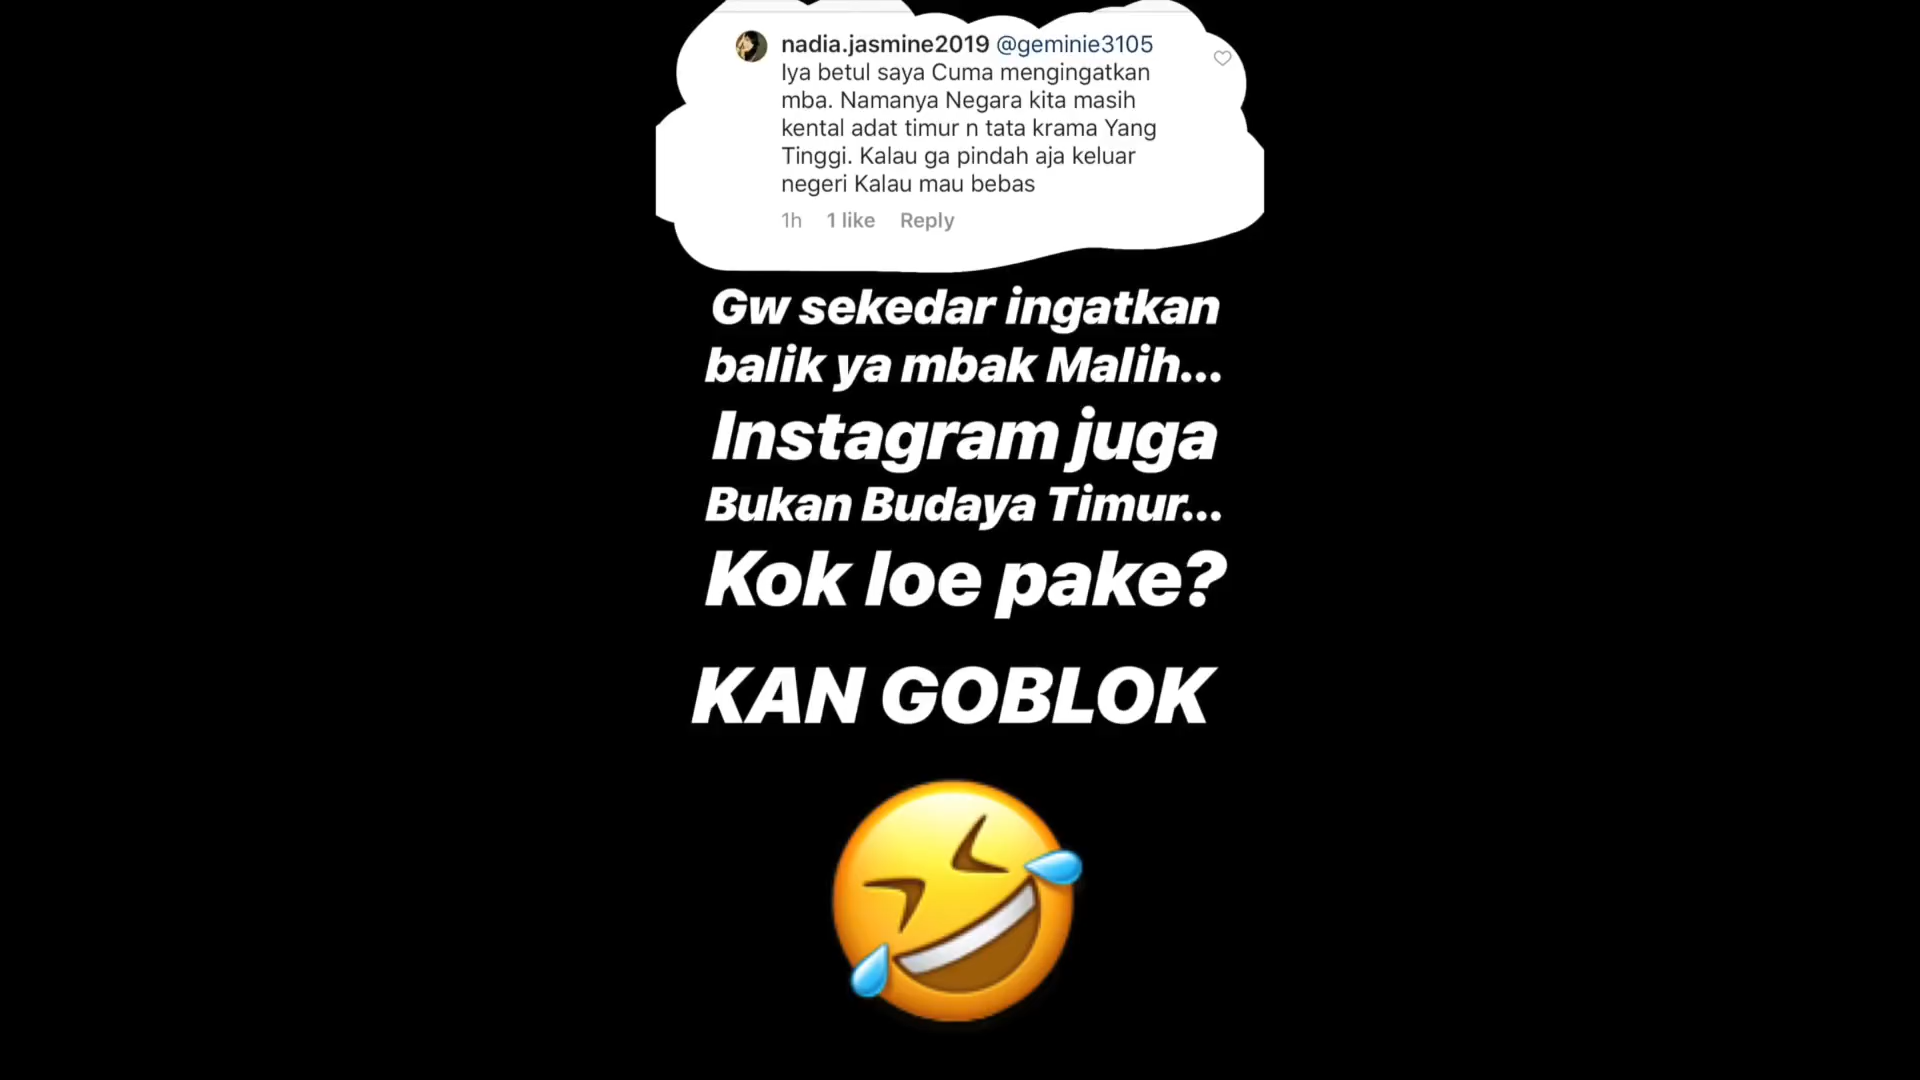 nadia.jasmine2019 @geminie3105
Iya betul saya Cuma mengingatkan
mba. Namanya Negara kita masih
kental adat timur n tata krama Yang
Tinggi. Kalau ga pindah aja keluar
negeri Kalau mau bebas
1h 1 like Reply
Gw sekedar ingatkan
balik ya mbak Malih...
Instagram juga
Bukan Budaya Timur...
Kok loe pake?
KAN GOBLOK